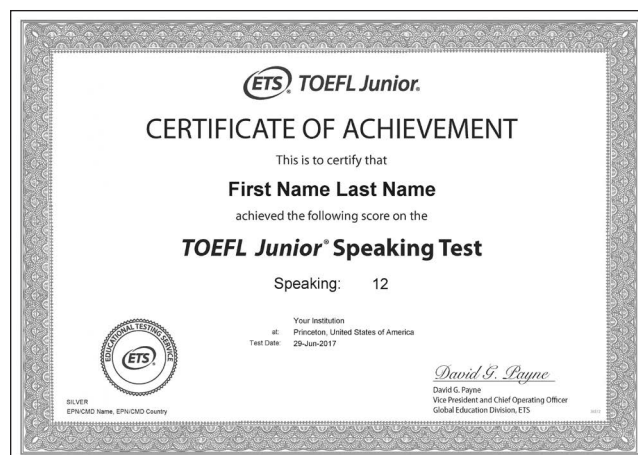 ETS® TOEFL Junior®
CERTIFICATE OF ACHIEVEMENT
This is to certify that
First Name Last Name
achieved the following score on the
TOEFL Junior® Speaking Test
Speaking: 12
Your Institution
at: Princeton, United States of America
Test Date: 29-Jun-2017
EDUCATIONAL TESTING SERVICE
ETS®
David G. Payne
David G. Payne
Vice President and Chief Operating Officer
Global Education Division, ETS
SILVER
EPN/CMD Name, EPN/CMD Country